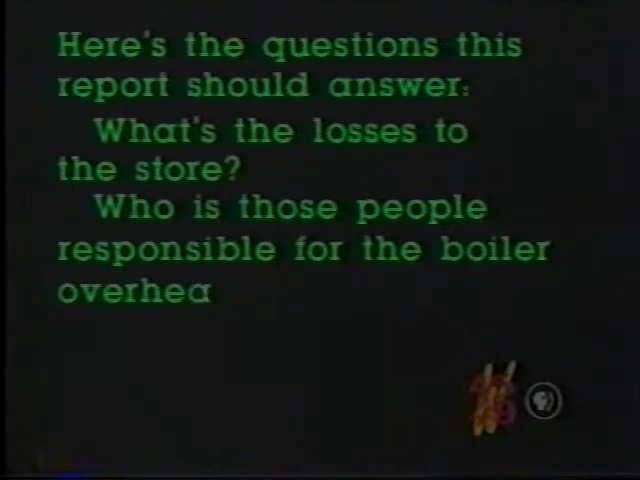 Here's the questions this
report should answer:
What's the losses to
the store?
Who is those people
responsible for the boiler
overhea